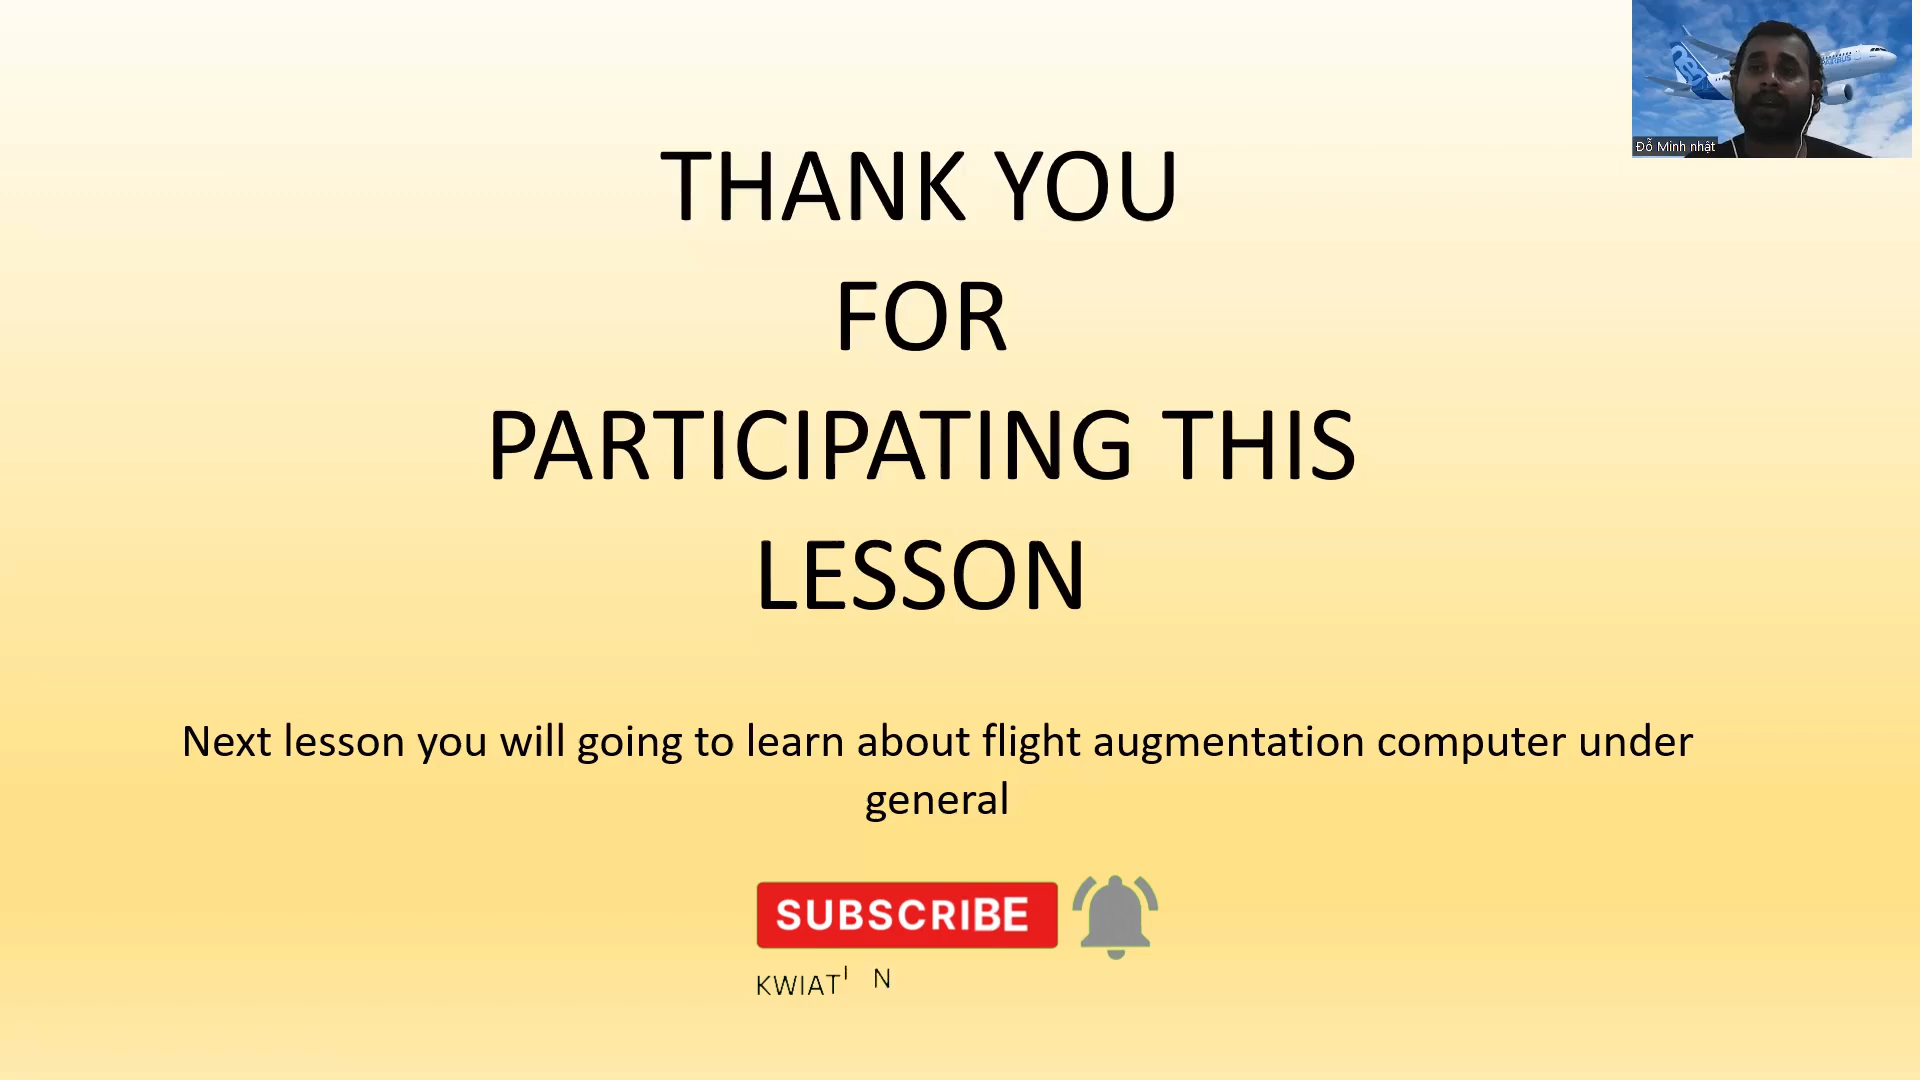 THANK YOU
FOR
PARTICIPATING THIS
LESSON
Đỗ Minh nhật
Next lesson you will going to learn about flight augmentation computer under
general
SUBSCRIBE
KWIATI N